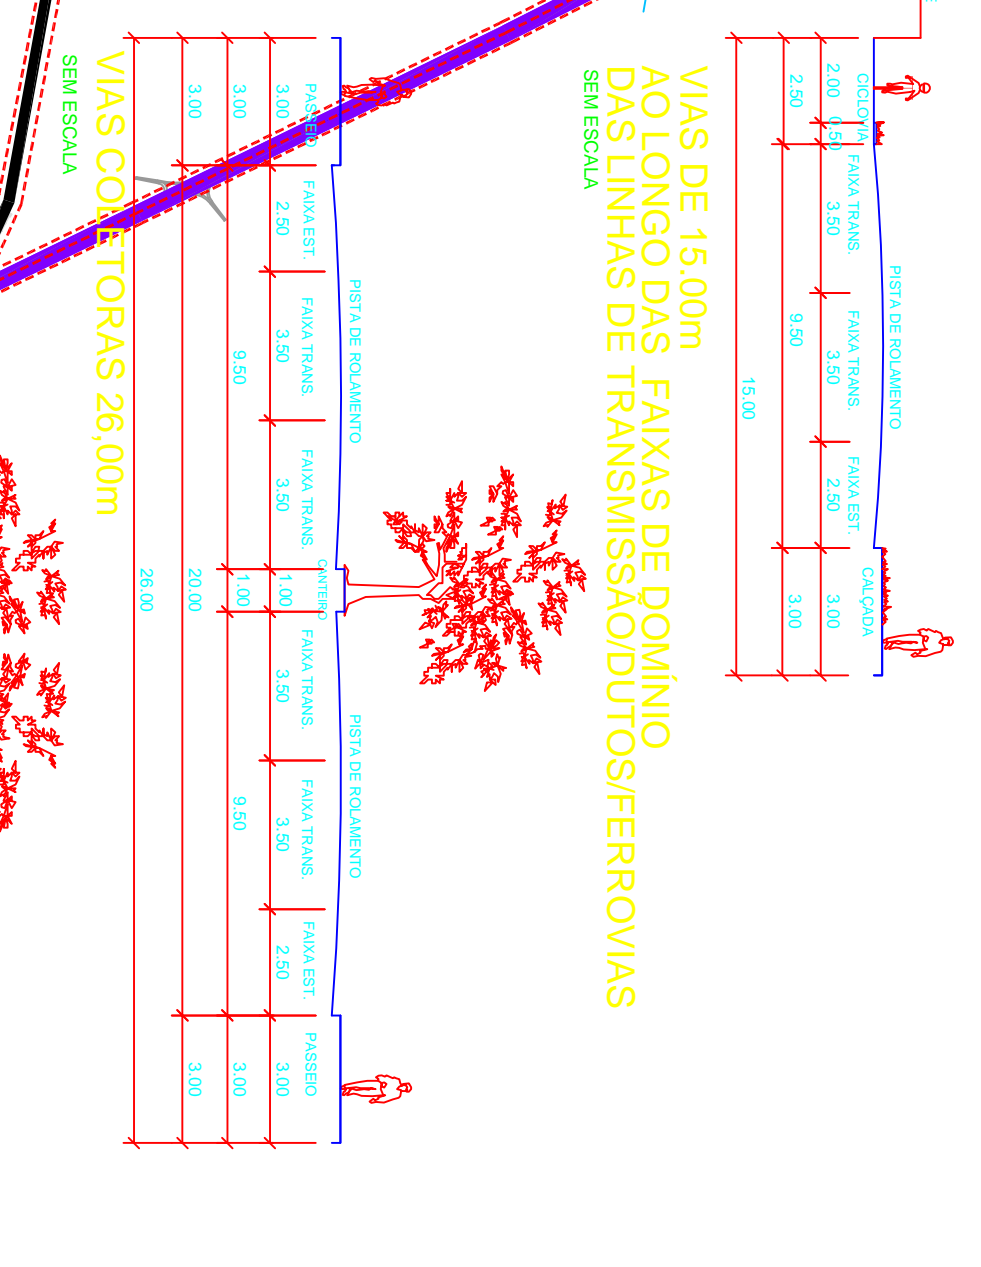 CICLOVIA
FAIXA TRANS.
FAIXA TRANS.
FAIXA EST.
CALÇADA
PISTA DE ROLAMENTO
2.00
0.50
3.50
3.50
2.50
3.00
2.50
9.50
3.00
15.00
VIAS DE 15.00m
AO LONGO DAS FAIXAS DE DOMÍNIO
DAS LINHAS DE TRANSMISSÃO/DUTOS/FERROVIAS
SEM ESCALA
PISTA DE ROLAMENTO
PISTA DE ROLAMENTO
PASSEIO
FAIXA EST.
FAIXA TRANS.
FAIXA TRANS.
CANTEIRO
FAIXA TRANS.
FAIXA TRANS.
FAIXA EST.
PASSEIO
3.00
2.50
3.50
3.50
1.00
3.50
3.50
2.50
3.00
3.00
9.50
1.00
9.50
3.00
3.00
20.00
3.00
26.00
VIAS COLETORAS 26,00m
SEM ESCALA